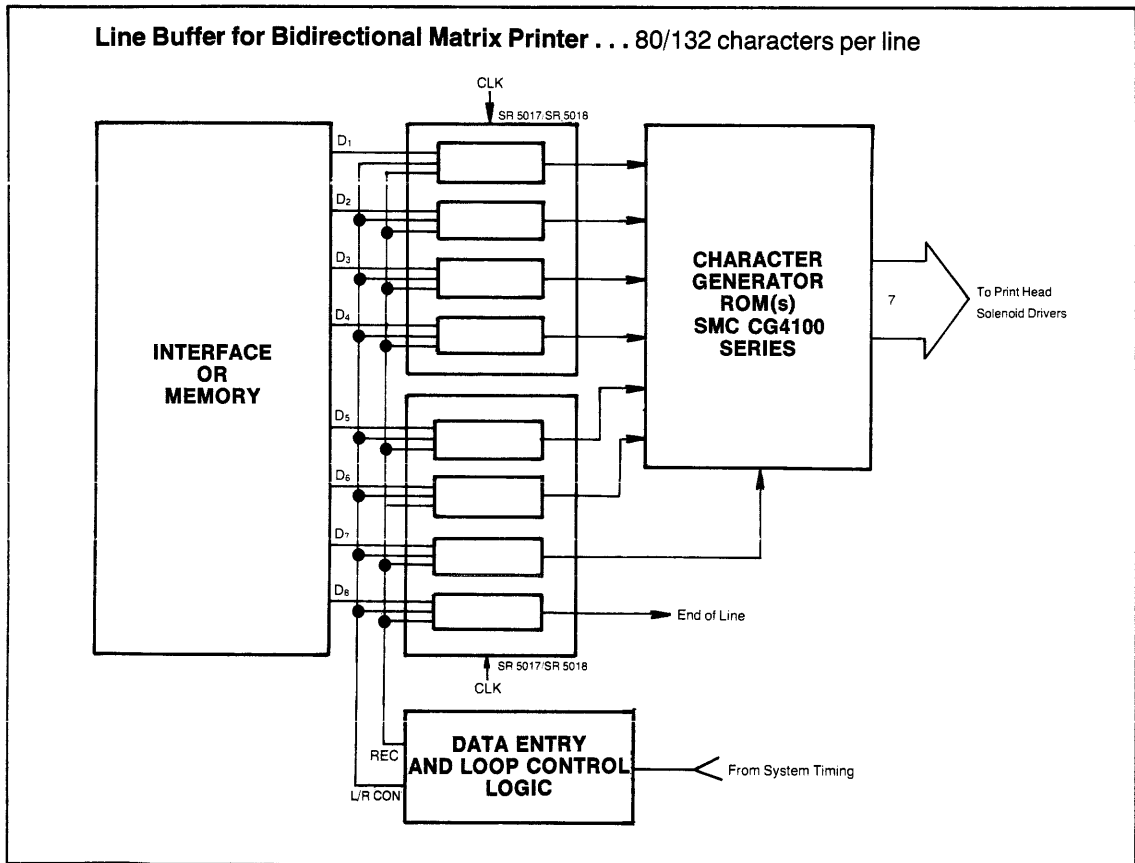 Line Buffer for Bidirectional Matrix Printer . . . 80/132 characters per line
CLK
SR 5017/SR 5018
D1
D2
D3
D4
INTERFACE
OR
MEMORY
CHARACTER
GENERATOR
ROM(s)
SMC CG4100
SERIES
7
To Print Head
Solenoid Drivers
D5
D6
D7
D8
End of Line
SR 5017/SR 5018
CLK
REC
L/R CON
DATA ENTRY
AND LOOP CONTROL
LOGIC
From System Timing